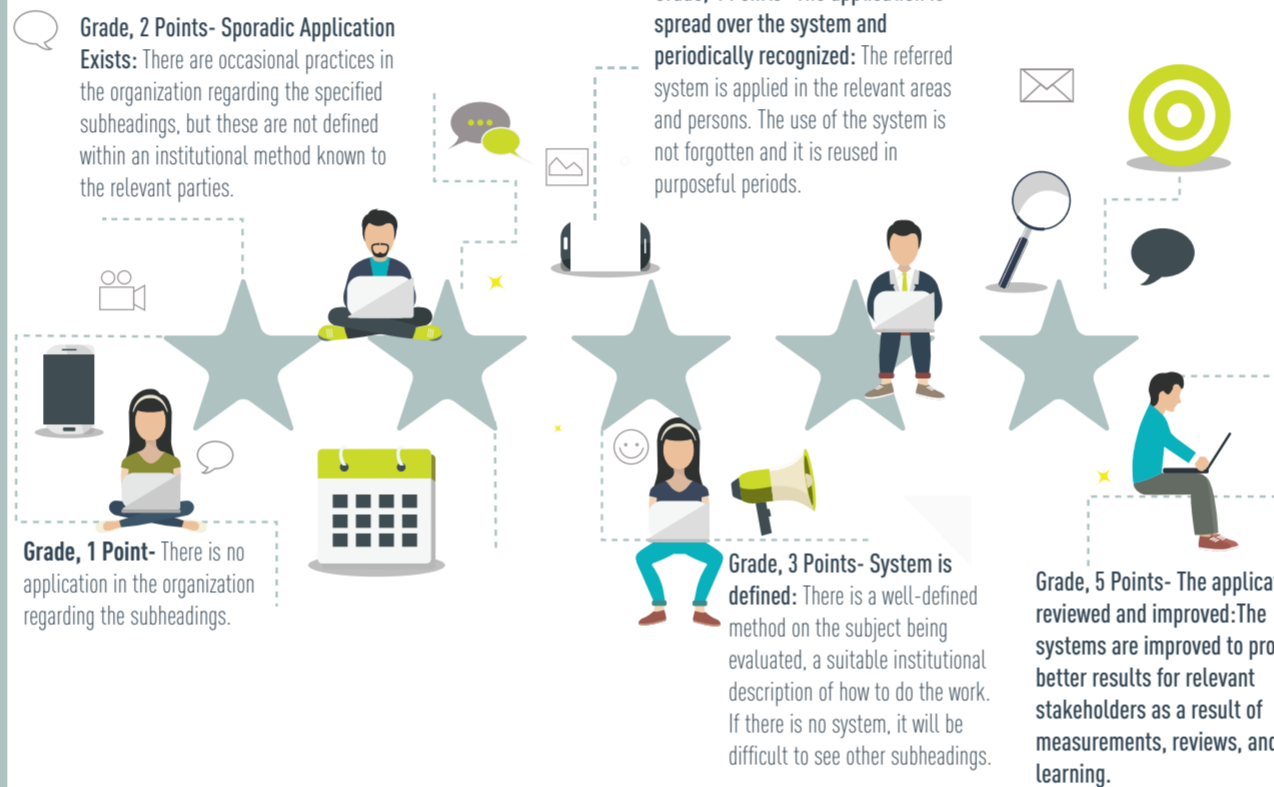 Grade, 2 Points- Sporadic Application
Exists: There are occasional practices in
the organization regarding the specified
subheadings, but these are not defined
within an institutional method known to
the relevant parties.
spread over the system and
periodically recognized: The referred
system is applied in the relevant areas
and persons. The use of the system is
not forgotten and it is reused in
purposeful periods.
Grade, 1 Point- There is no
application in the organization
regarding the subheadings.
Grade, 3 Points- System is
defined: There is a well-defined
method on the subject being
evaluated, a suitable institutional
description of how to do the work.
If there is no system, it will be
difficult to see other subheadings.
Grade, 5 Points- The
reviewed and improved:The
systems are improved to
better results for relevant
stakeholders as a result of
measurements, reviews,
learning.